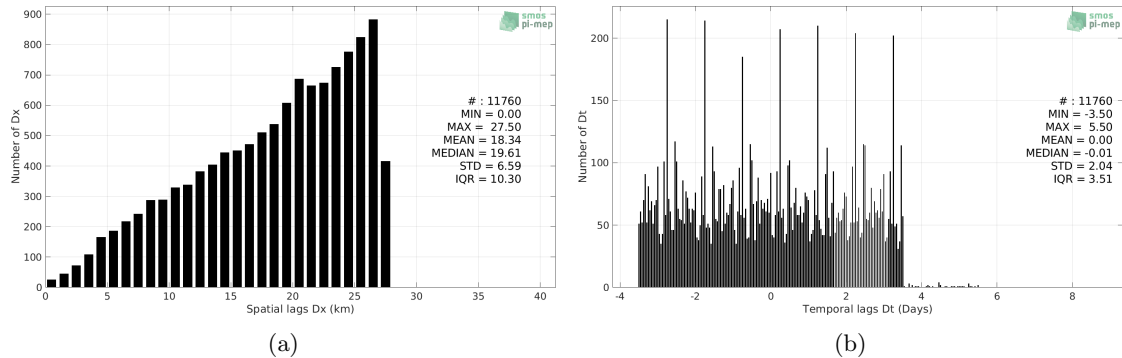 smos
pi-mep
900
800
700
600
500
400
300
200
100
0
Number of Dx
# : 11760
MIN = 0.00
MAX = 27.50
MEAN = 18.34
MEDIAN = 19.61
STD = 6.59
IQR = 10.30
0 5 10 15 20 25 30 35 40
Spatial lags Dx (km)
(a)
smos
pi-mep
200
150
100
50
0
Number of Dt
# : 11760
MIN = -3.50
MAX = 5.50
MEAN = 0.00
MEDIAN = -0.01
STD = 2.04
IQR = 3.51
-4 -2 0 2 4 6 8
Temporal lags Dt (Days)
(b)